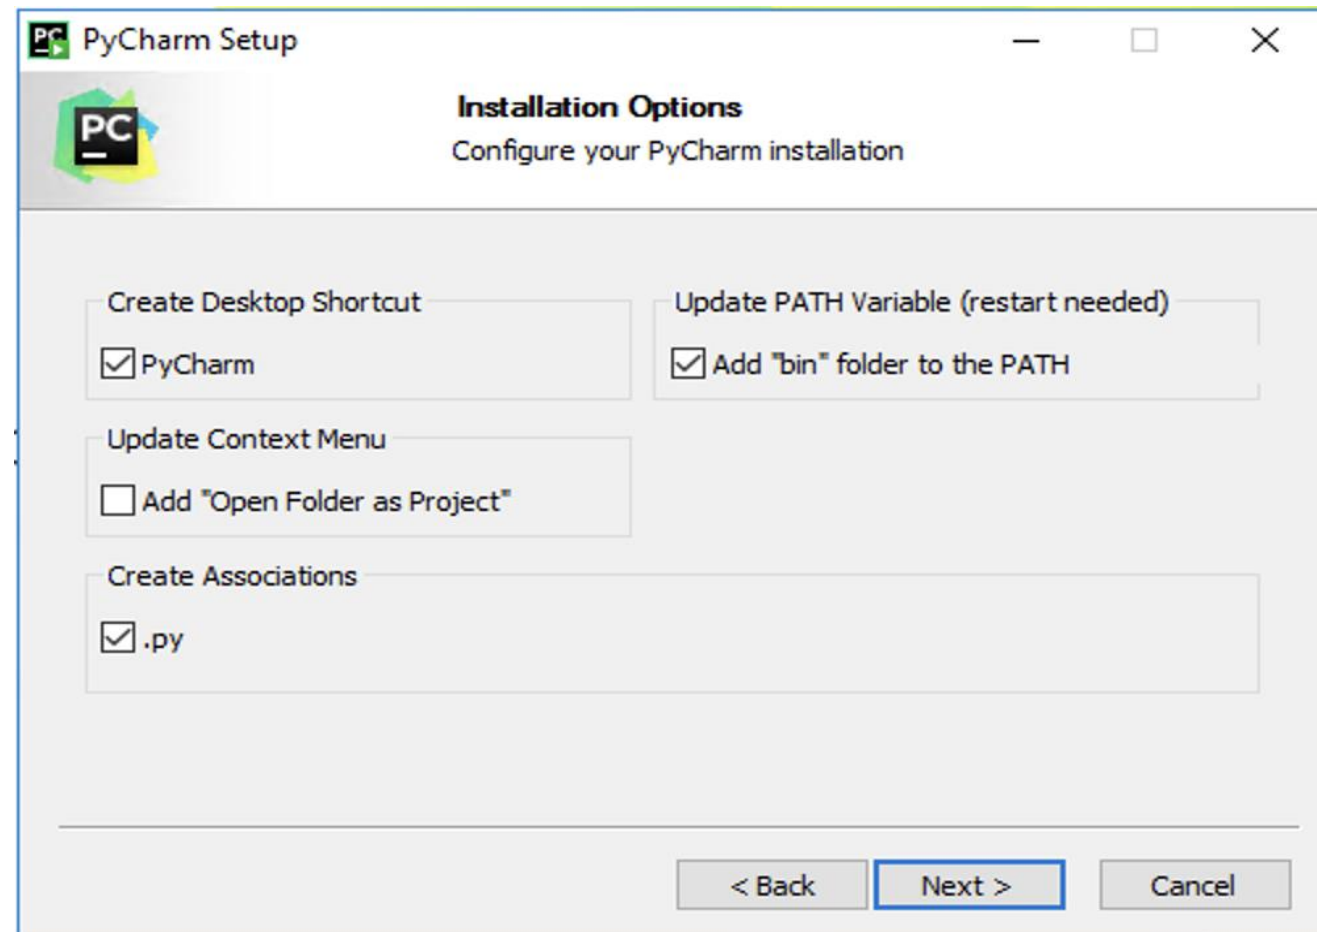 PC PyCharm Setup
PC
Installation Options
Configure your PyCharm installation
Create Desktop Shortcut
PyCharm
Update PATH Variable (restart needed)
Add "bin" folder to the PATH
Update Context Menu
Add "Open Folder as Project"
Create Associations
.py
< Back
Next >
Cancel